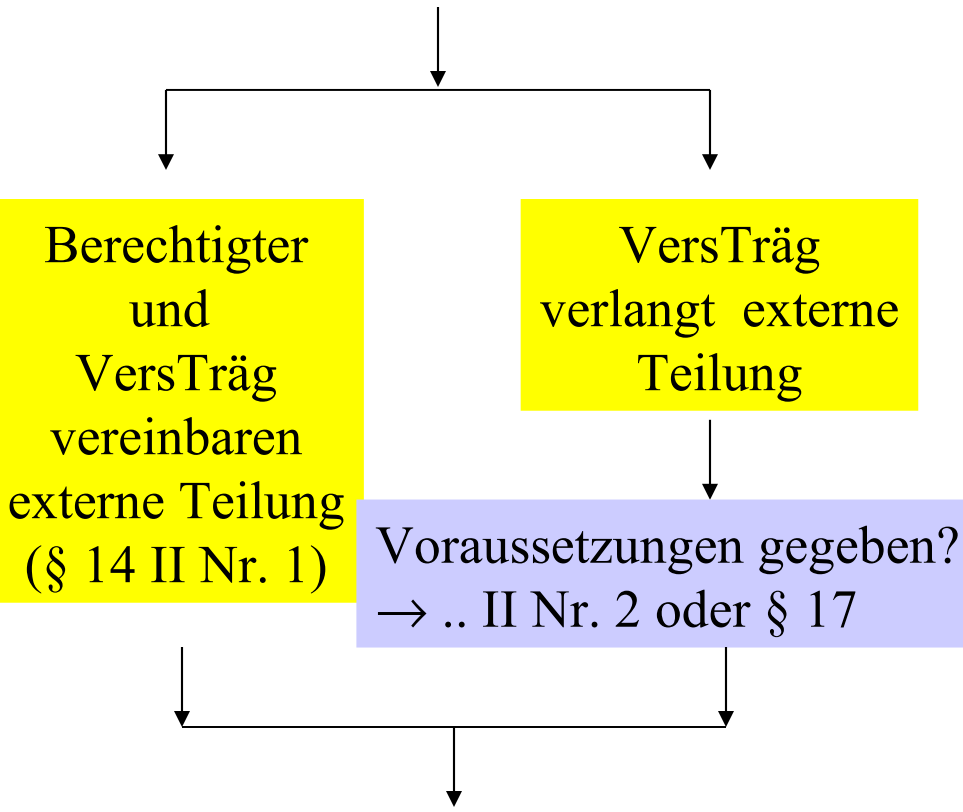 Berechtigter
und
VersTräg
vereinbaren
externe Teilung
(§ 14 II Nr. 1)
VersTräg
verlangt externe
Teilung
Voraussetzungen gegeben?
→ .. II Nr. 2 oder § 17